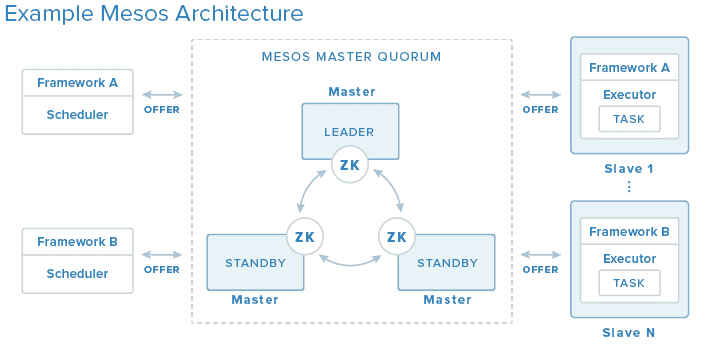 Example Mesos Architecture
Framework A
Scheduler
OFFER
Framework B
Scheduler
OFFER
MESOS MASTER QUORUM
Master
LEADER
ZK
ZK
ZK
STANDBY
Master
STANDBY
Master
OFFER
Framework A
Executor
TASK
Slave 1
⋮
OFFER
Framework B
Executor
TASK
Slave N